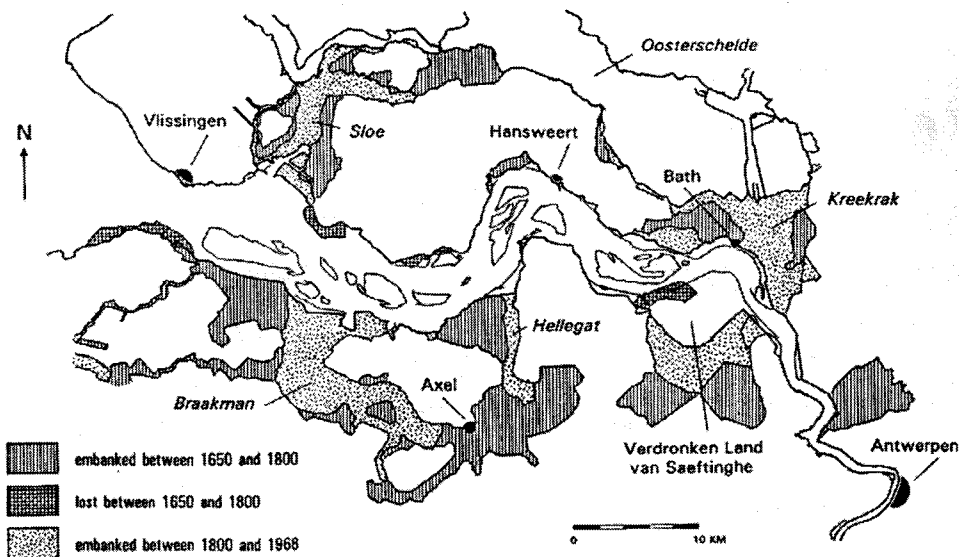 Oosterschelde
Vlissingen
N
Sloe
Hansweert
Bath
Kreekrak
Hellegat
Braakman
Axel
Verdronken Land
van Saeftinghe
Antwerpen
embanked between 1650 and 1800
lost between 1650 and 1800
embanked between 1800 and 1968
0 10 KM